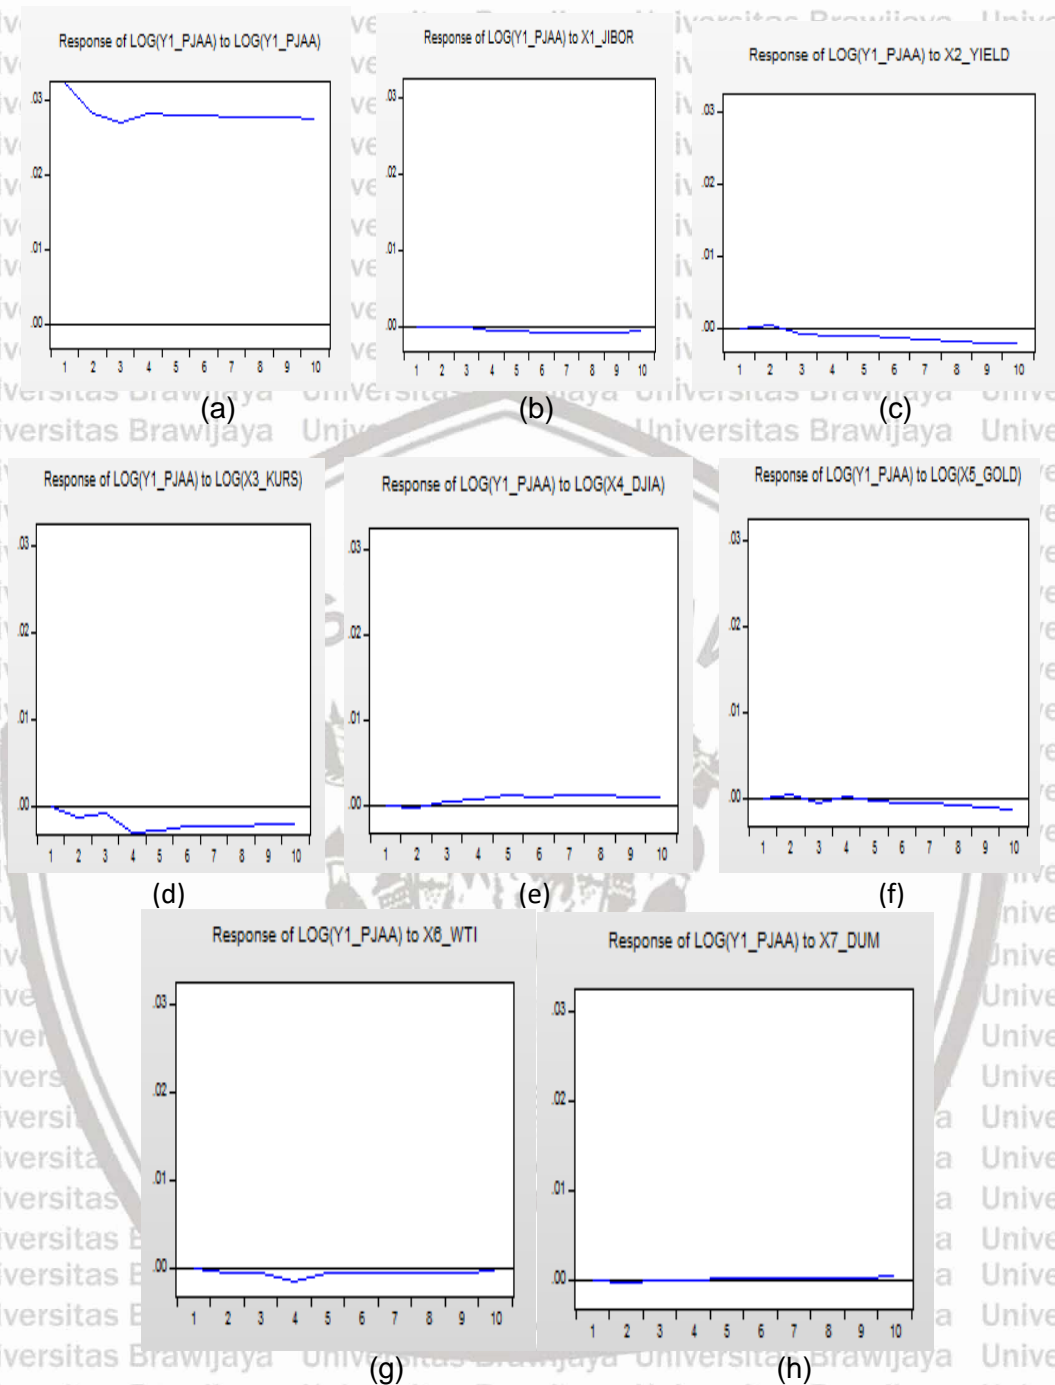 Response of LOG(Y1_PJAA) to LOG(Y1_PJAA)
.03
.02
.01
.00
1 2 3 4 5 6 7 8 9 10
(a)
Response of LOG(Y1_PJAA) to X1_JIBOR
.03
.02
.01
.00
1 2 3 4 5 6 7 8 9 10
(b)
Response of LOG(Y1_PJAA) to X2_YIELD
.03
.02
.01
.00
1 2 3 4 5 6 7 8 9 10
(c)
Response of LOG(Y1_PJAA) to LOG(X3_KURS)
.03
.02
.01
.00
1 2 3 4 5 6 7 8 9 10
(d)
Response of LOG(Y1_PJAA) to LOG(X4_DJIA)
.03
.02
.01
.00
1 2 3 4 5 6 7 8 9 10
(e)
Response of LOG(Y1_PJAA) to LOG(X5_GOLD)
.03
.02
.01
.00
1 2 3 4 5 6 7 8 9 10
(f)
Response of LOG(Y1_PJAA) to X6_WTI
.03
.02
.01
.00
1 2 3 4 5 6 7 8 9 10
(g)
Response of LOG(Y1_PJAA) to X7_DUM
.03
.02
.01
.00
1 2 3 4 5 6 7 8 9 10
(h)